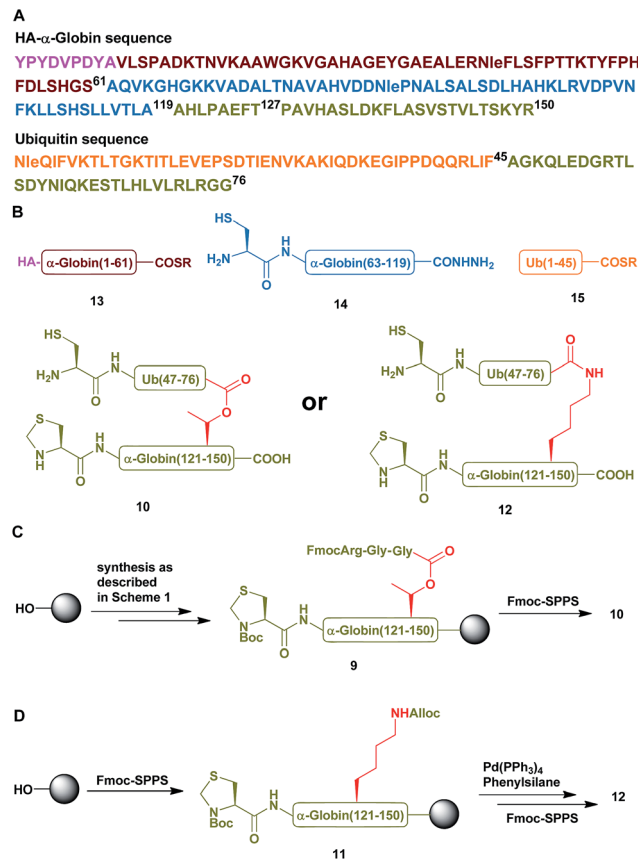 A
HA-α-Globin sequence
YPYDVPDYAVLSPADKTNVKAAWGKVGAHAGEYGAEALERNleFLSFPTTKTYFPH
FDLSHGS61AQVKGHGKKVADALTNAVAHVDDNlePNALSALSDLHAHKLRVDPVN
FKLLSHSLLVTLA119AHLPAEFT127PAVHASLDKFLASVSTVLTSKYR150
Ubiquitin sequence
NleQIFVKTLTGKTITLEVEPSDTIENVKAKIQDKEGIPPDQQRLIF45AGKQLEDGRTL
SDYNIQKESTLHLVLRLRGG76
B
HA-α-Globin(1-61)-COSR
13
HS
H2N
O
H
N
α-Globin(63-119)
CONHNH2
14
Ub(1-45)
COSR
15
HS
H2N
O
H
N
Ub(47-76)
O
O
S
N
H
O
H
N
α-Globin(121-150)
COOH
10
or
HS
H2N
O
H
N
Ub(47-76)
O
NH
S
N
H
O
H
N
α-Globin(121-150)
COOH
12
C
HO
synthesis as
described
in Scheme 1
FmocArg-Gly-Gly
O
O
S
N
Boc
O
H
N
α-Globin(121-150)
9
Fmoc-SPPS
10
D
HO
Fmoc-SPPS
NHAlloc
S
N
Boc
O
H
N
α-Globin(121-150)
11
Pd(PPh3)4
Phenylsilane
Fmoc-SPPS
12